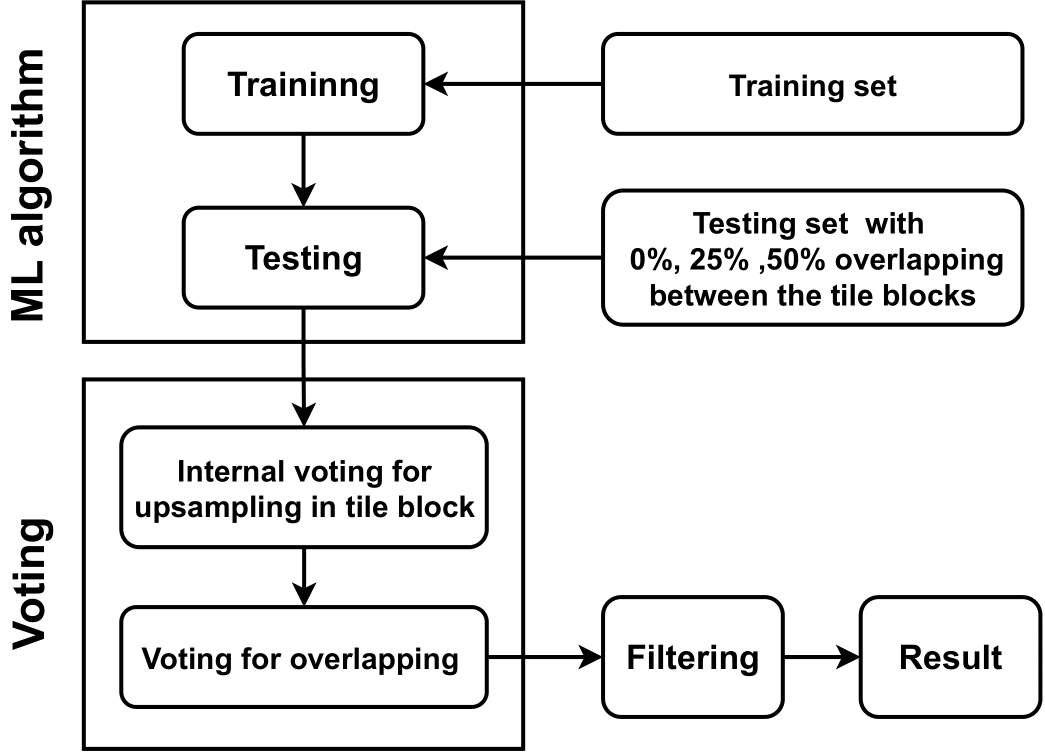 ML algorithm
Traininng
Training set
Testing
Testing set with
0%, 25% ,50% overlapping
between the tile blocks
Voting
Internal voting for
upsampling in tile block
Voting for overlapping
Filtering
Result